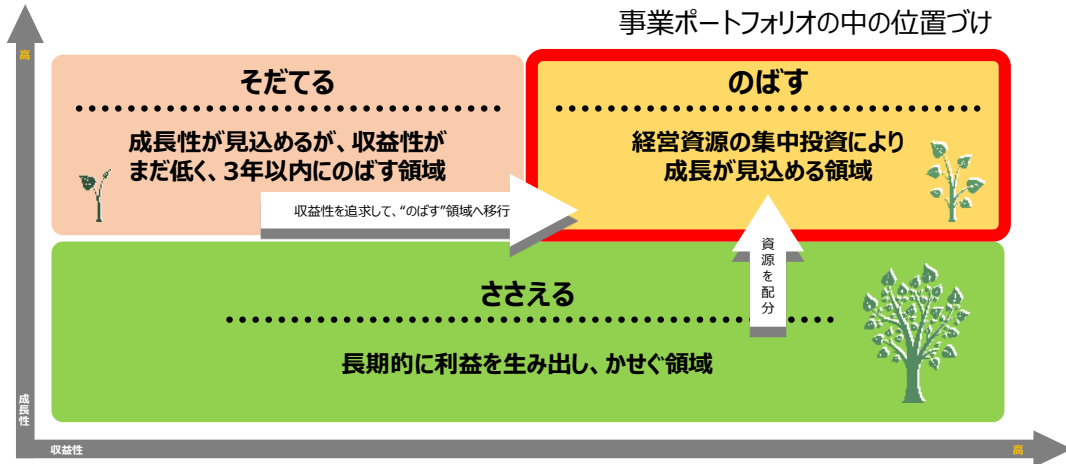 事業ポートフォリオの中の位置づけ
高
そだてる
成長性が見込めるが、収益性が
まだ低く、3年以内にのばす領域
収益性を追求して、“のばす”領域へ移行
のばす
経営資源の集中投資により
成長が見込める領域
資源を配分
ささえる
長期的に利益を生み出し、かせぐ領域
成長性
収益性
高